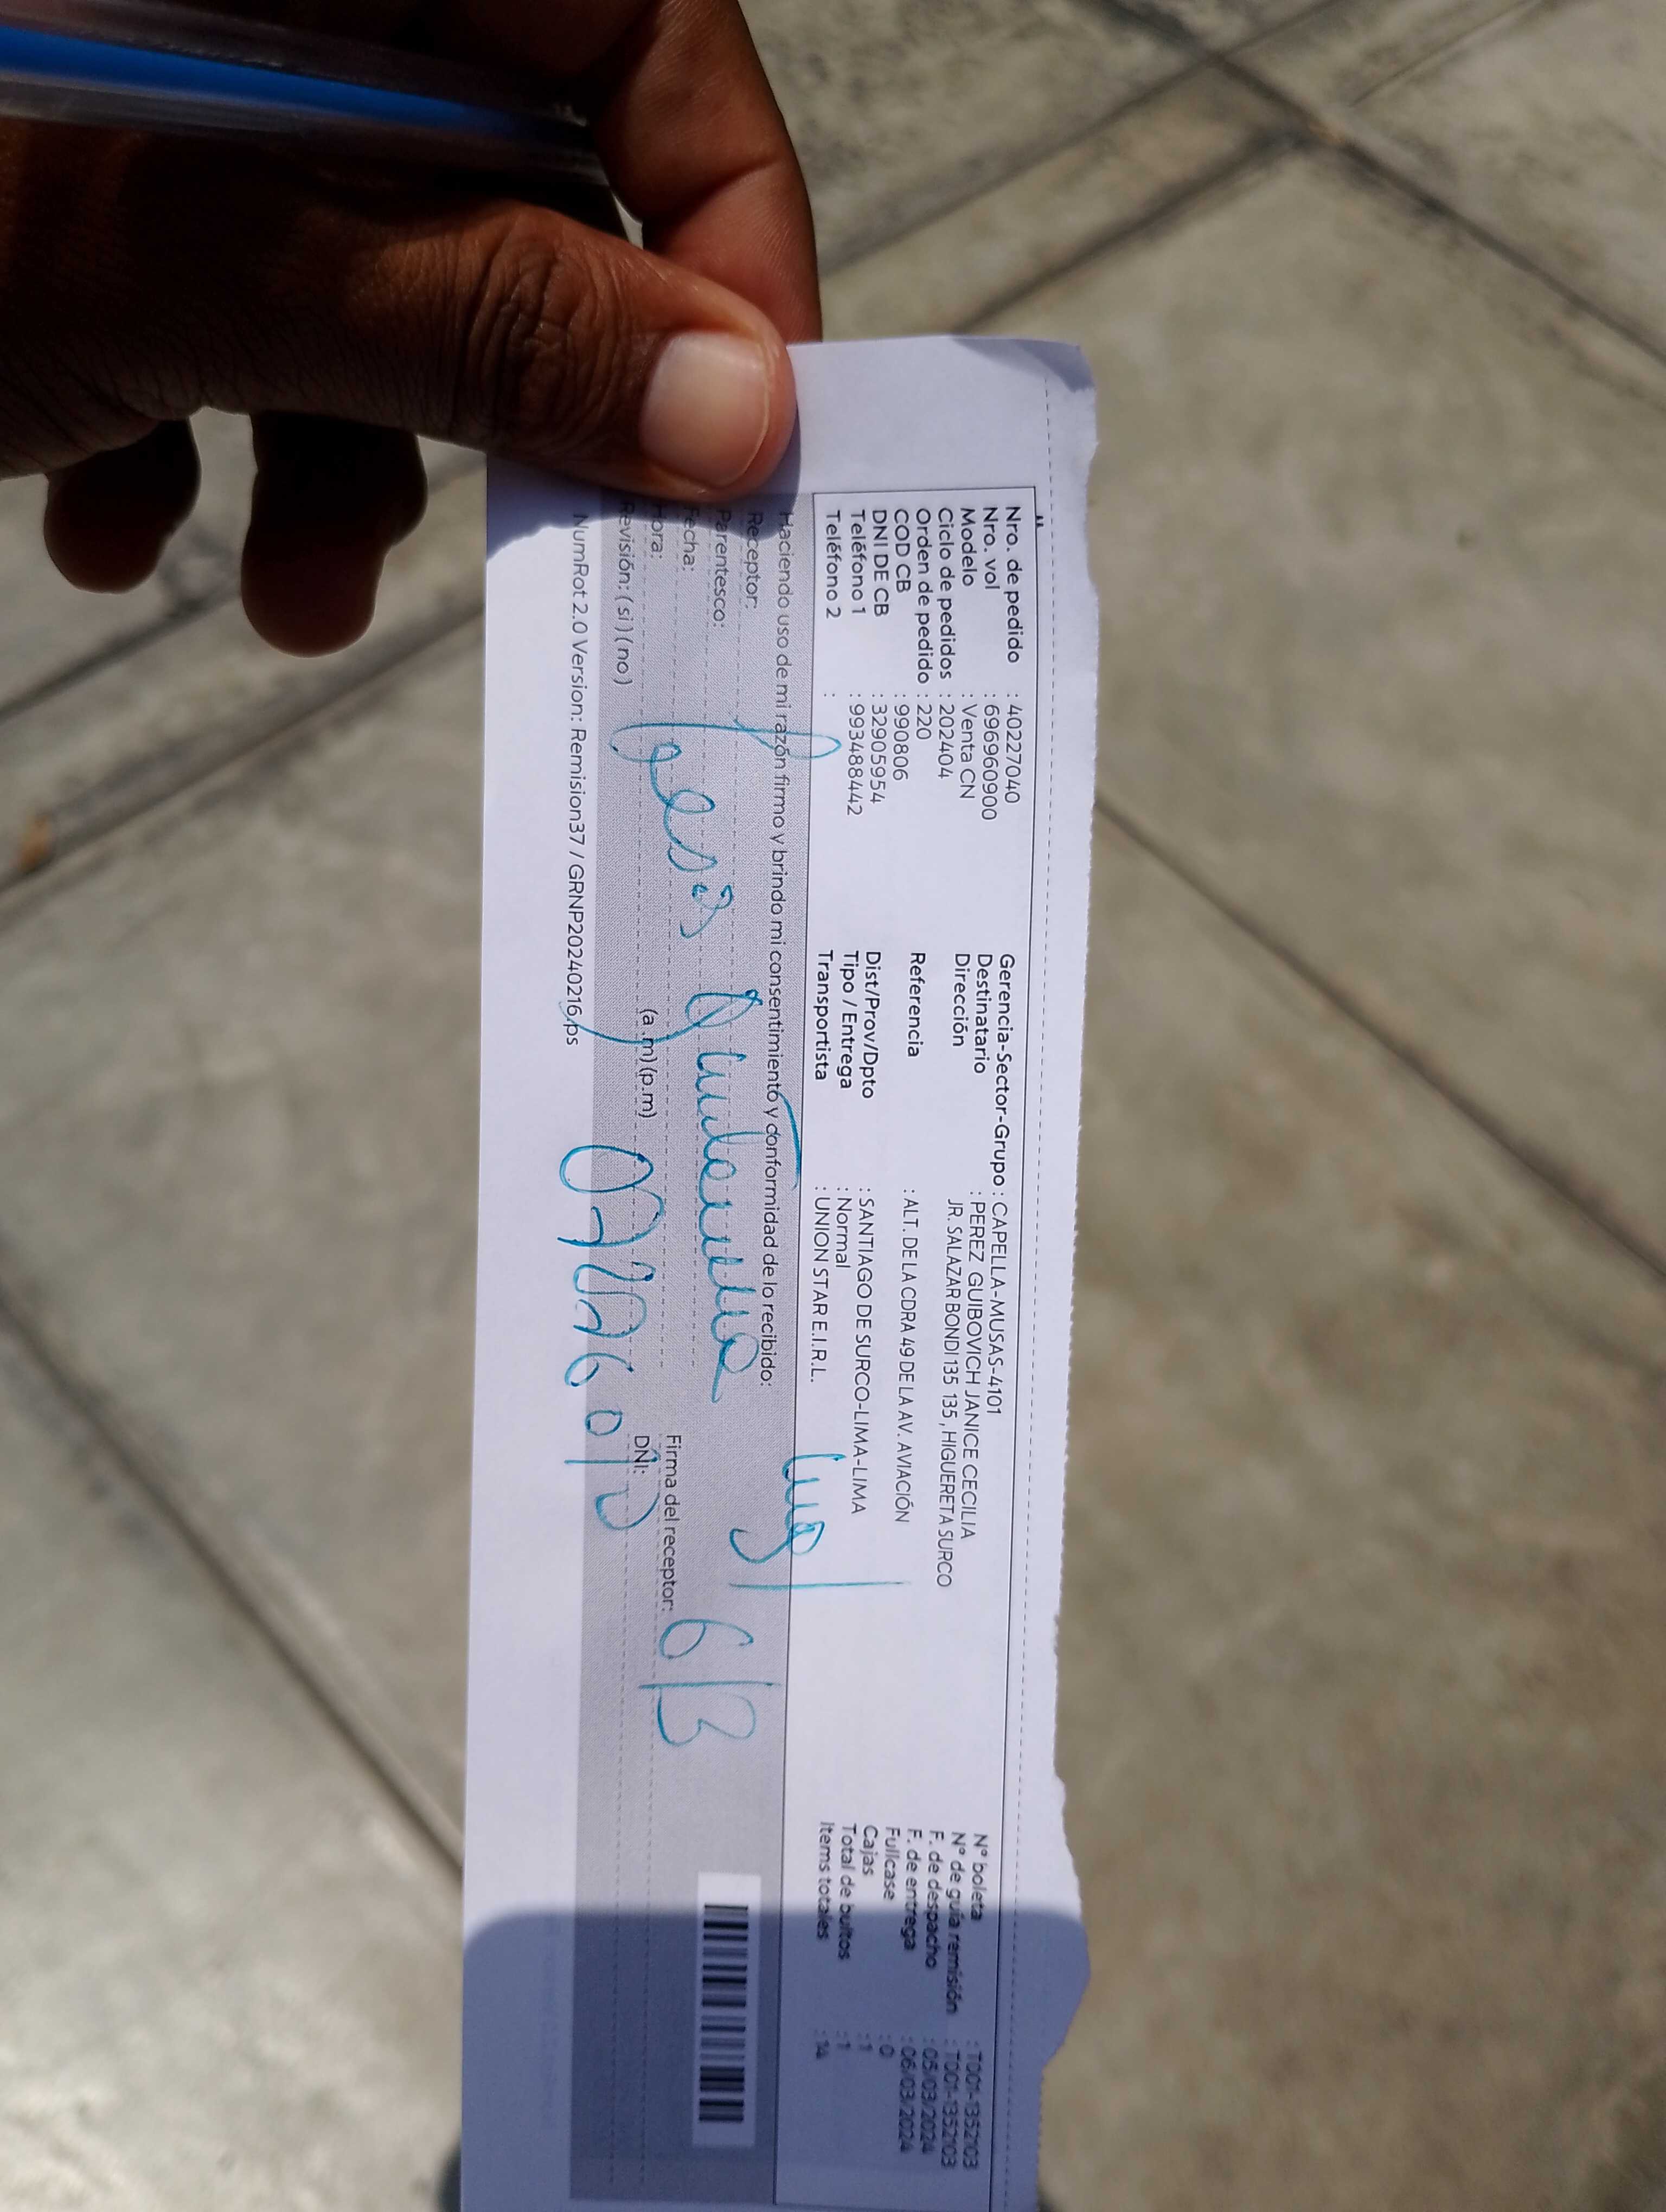 Nro. de pedido : 40227040
Nro. vol : 696960900
Modelo : Venta CN
Ciclo de pedidos : 202404
Orden de pedido : 220
COD CB : 990806
DNI DE CB : 32905954
Teléfono 1 : 993488442
Teléfono 2 :
Gerencia-Sector-Grupo : CAPELLA-MUSAS-4101
Destinatario : PEREZ GUIBOVICH JANICE CECILIA
Dirección JR. SALAZAR BONDI 135 135, HIGUERETA SURCO
Referencia : ALT. DE LA CDRA 49 DE LA AV. AVIACIÓN
Dist/Prov/Dpto : SANTIAGO DE SURCO-LIMA-LIMA
Tipo / Entrega : Normal
Transportista : UNION STAR E.I.R.L.
N° boleta : T001-1352103
N° de guía remisión : T001-1352103
F. de despacho : 05/03/2024
F. de entrega : 06/03/2024
Fullcase : 0
Cajas : 1
Total de bultos : 1
Items totales : 14
Haciendo uso de mi razón firmo y brindo mi consentimiento y conformidad de lo recibido:
Receptor:
Parentesco:
Fecha:
Hora: (a.m) (p.m)
Revisión: ( si ) ( no )
Jesús
6/3
Firma del receptor:
DNI:
NumRot 2.0 Version: Remision37 / GRNP20240216.ps